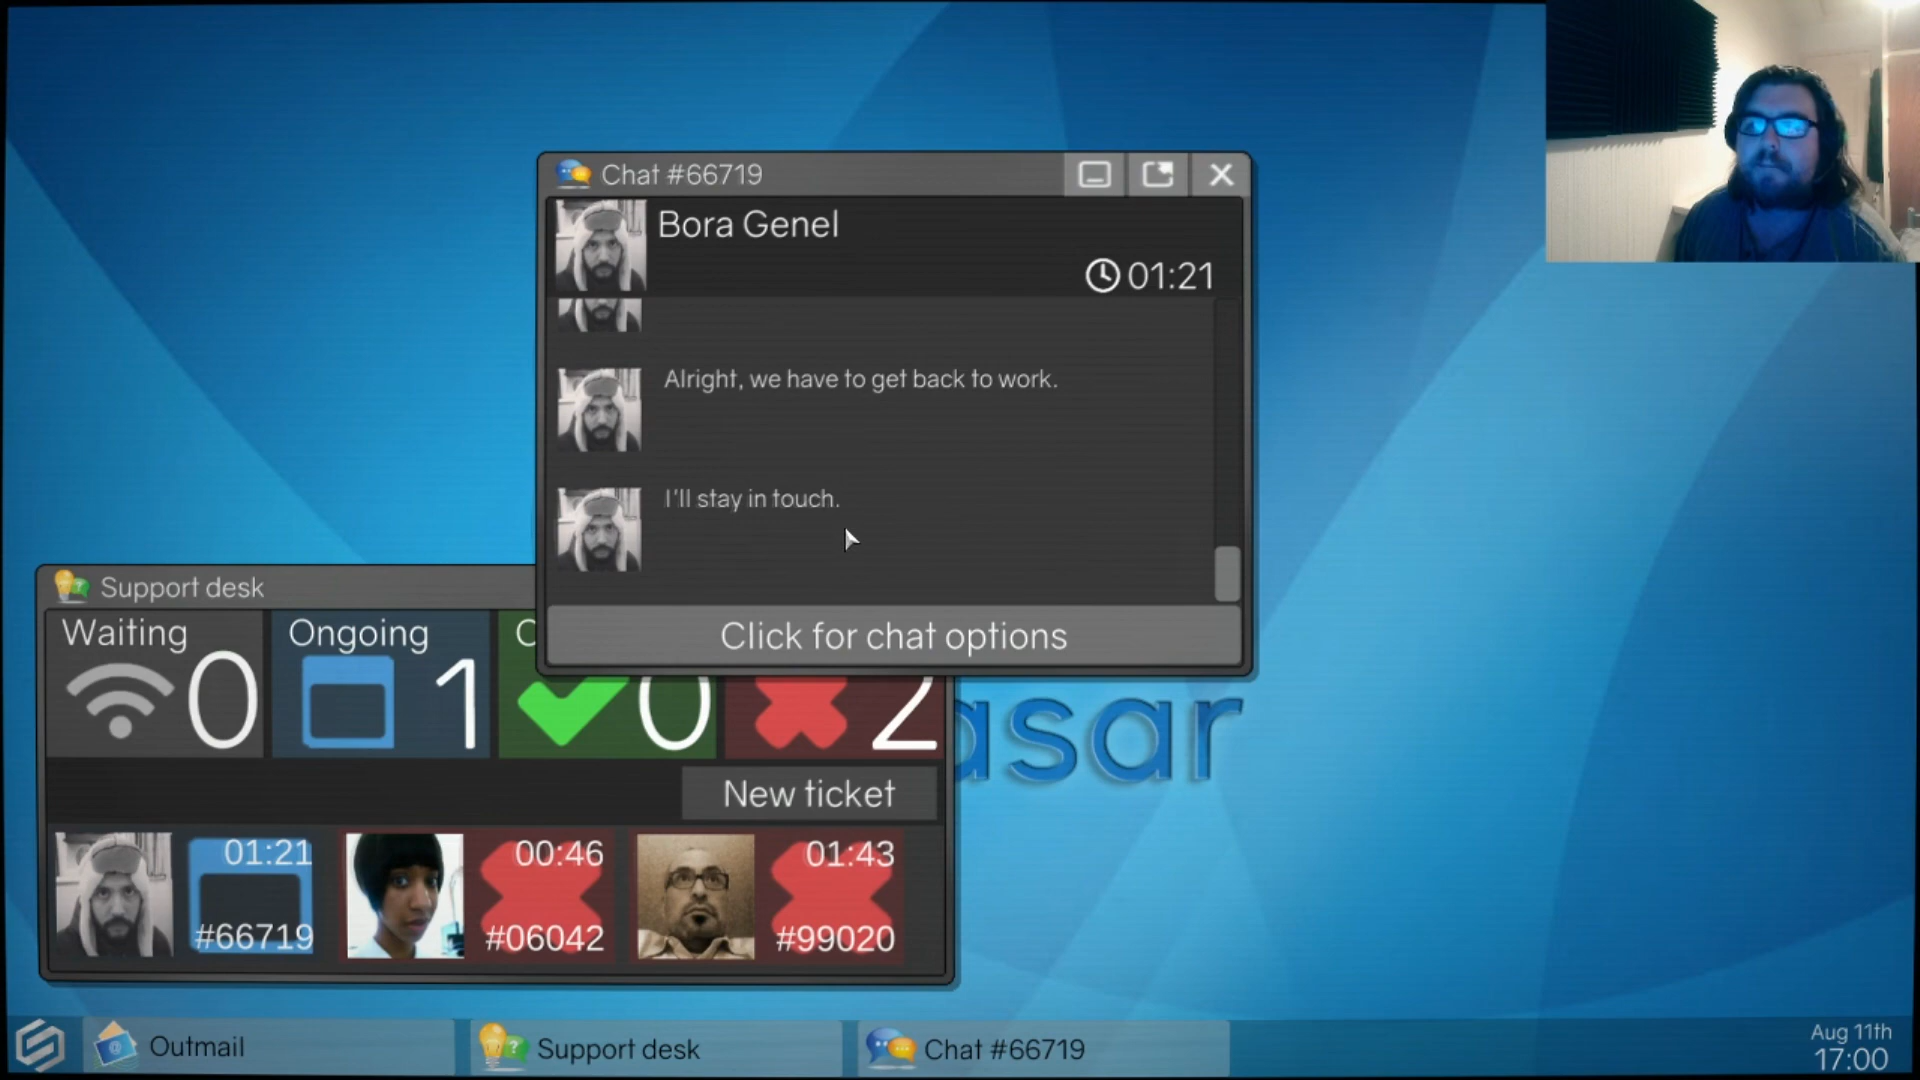 Chat #66719
Bora Genel
01:21
Alright, we have to get back to work.
I'll stay in touch.
Click for chat options
Support desk
Waiting
0
Ongoing
1
0
2
New ticket
01:21
#66719
00:46
#06042
01:43
#99020
asar
Outmail
Support desk
Chat #66719
Aug 11th
17:00